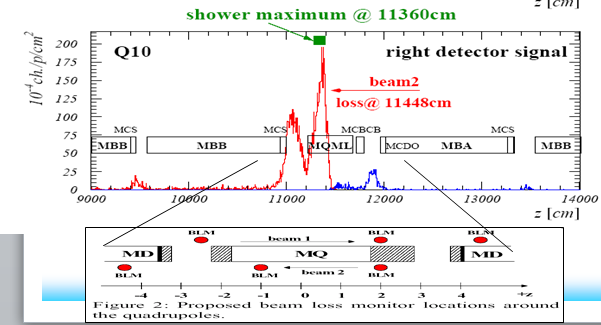 z [cm]
shower maximum @ 11360cm
10⁻⁴ch./p/cm²
200
175
150
125
100
75
50
25
0
Q10
right detector signal
beam2
loss@ 11448cm
MCS
MCS
MCBCB
MCS
MBB
MBB
MQML
MCDO
MBA
MBB
9000
10000
11000
12000
13000
14000
z [cm]
BLM
BLM
BLM
beam 1
MD
MQ
MD
beam 2
BLM
BLM
BLM
-4 -3 -2 -1 0 1 2 3 4 +z
Figure 2: Proposed beam loss monitor locations around
the quadrupoles.